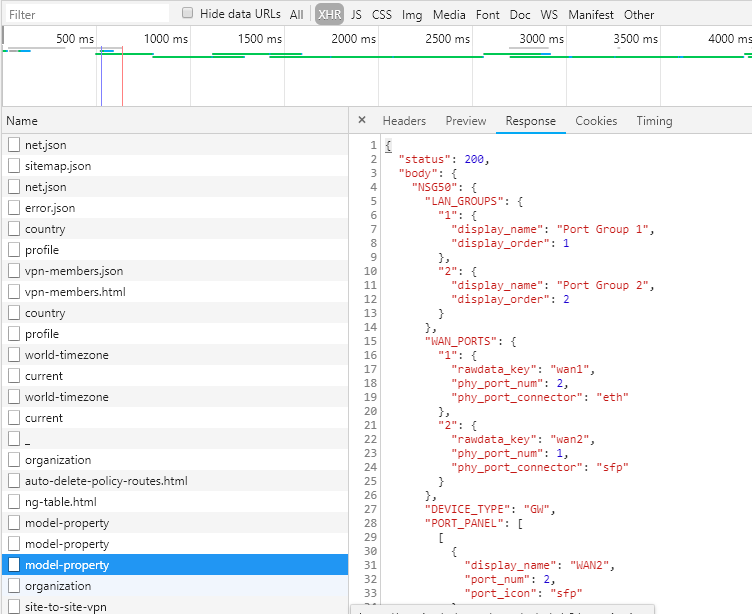 Filter
Hide data URLs All XHR JS CSS Img Media Font Doc WS Manifest Other
500 ms 1000 ms 1500 ms 2000 ms 2500 ms 3000 ms 3500 ms 4000 ms
Name
net.json
sitemap.json
net.json
error.json
country
profile
vpn-members.json
vpn-members.html
country
profile
world-timezone
current
world-timezone
current
_
organization
auto-delete-policy-routes.html
ng-table.html
model-property
model-property
model-property
organization
site-to-site-vpn
× Headers Preview Response Cookies Timing
1 {
2 "status": 200,
3 "body": {
4 "NSG50": {
5 "LAN_GROUPS": {
6 "1": {
7 "display_name": "Port Group 1",
8 "display_order": 1
9 },
10 "2": {
11 "display_name": "Port Group 2",
12 "display_order": 2
13 }
14 },
15 "WAN_PORTS": {
16 "1": {
17 "rawdata_key": "wan1",
18 "phy_port_num": 2,
19 "phy_port_connector": "eth"
20 },
21 "2": {
22 "rawdata_key": "wan2",
23 "phy_port_num": 1,
24 "phy_port_connector": "sfp"
25 }
26 },
27 "DEVICE_TYPE": "GW",
28 "PORT_PANEL": [
29 [
30 {
31 "display_name": "WAN2",
32 "port_num": 2,
33 "port_icon": "sfp"